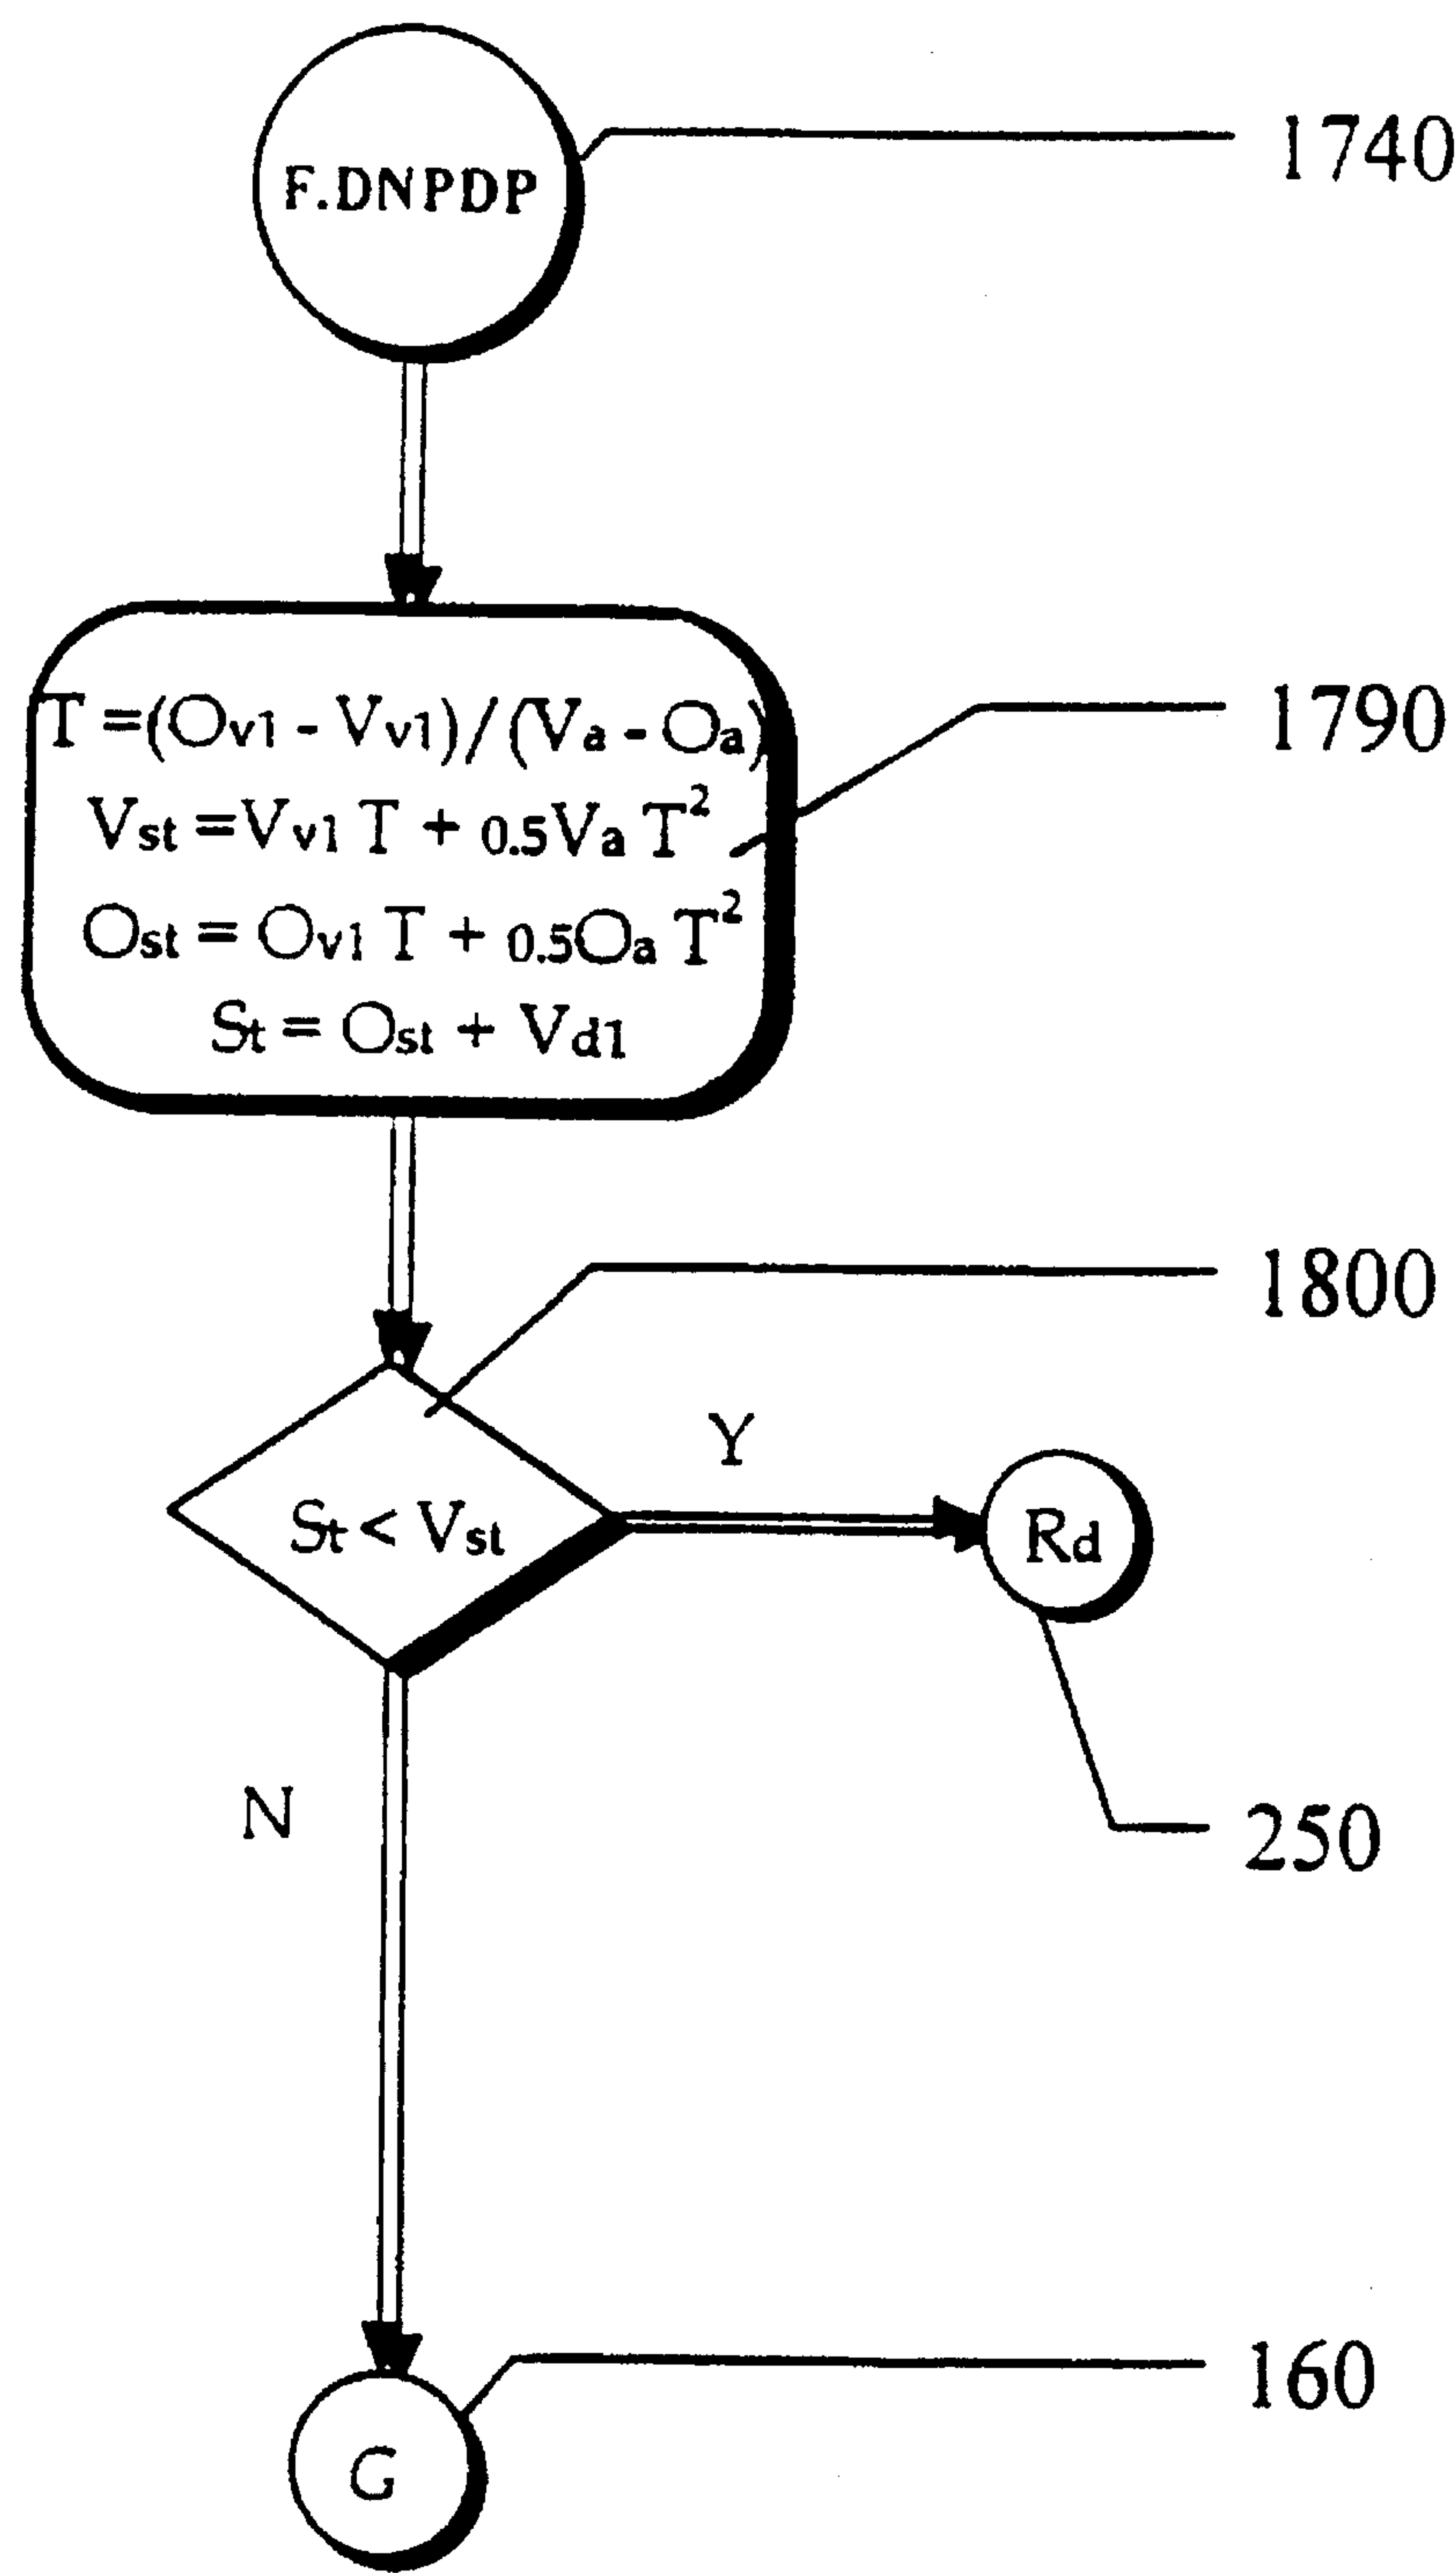 F.DNPDP
1740
T =(Ov1 - Vv1)/(Va - Oa)
1790
Vst =Vv1 T + 0.5Va T²
Ost = Ov1 T + 0.5Oa T²
St = Ost + Vd1
1800
Y
St < Vst
Rd
N
250
160
G